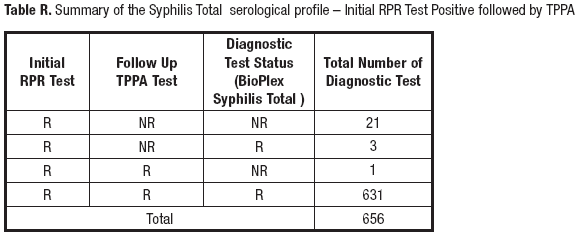 Table R. Summary of the Syphilis Total serological profile – Initial RPR Test Positive followed by TPPA
Initial RPR Test | Follow Up TPPA Test | Diagnostic Test Status (BioPlex Syphilis Total ) | Total Number of Diagnostic Test
R | NR | NR | 21
R | NR | R | 3
R | R | NR | 1
R | R | R | 631
Total | 656